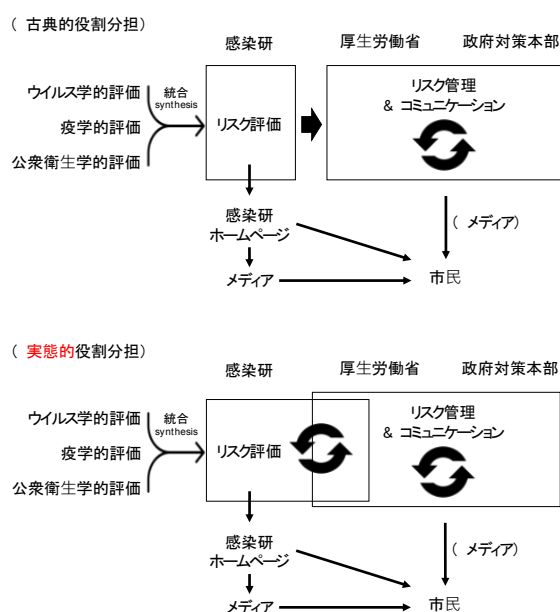 ( 古典的役割分担)
感染研 厚生労働省 政府対策本部
ウイルス学的評価
疫学的評価
公衆衛生学的評価
統合
synthesis
リスク評価
リスク管理
& コミュニケーション
感染研
ホームページ
( メディア)
メディア
市民
( 実態的役割分担)
感染研 厚生労働省 政府対策本部
ウイルス学的評価
疫学的評価
公衆衛生学的評価
統合
synthesis
リスク評価
リスク管理
& コミュニケーション
感染研
ホームページ
( メディア)
メディア
市民